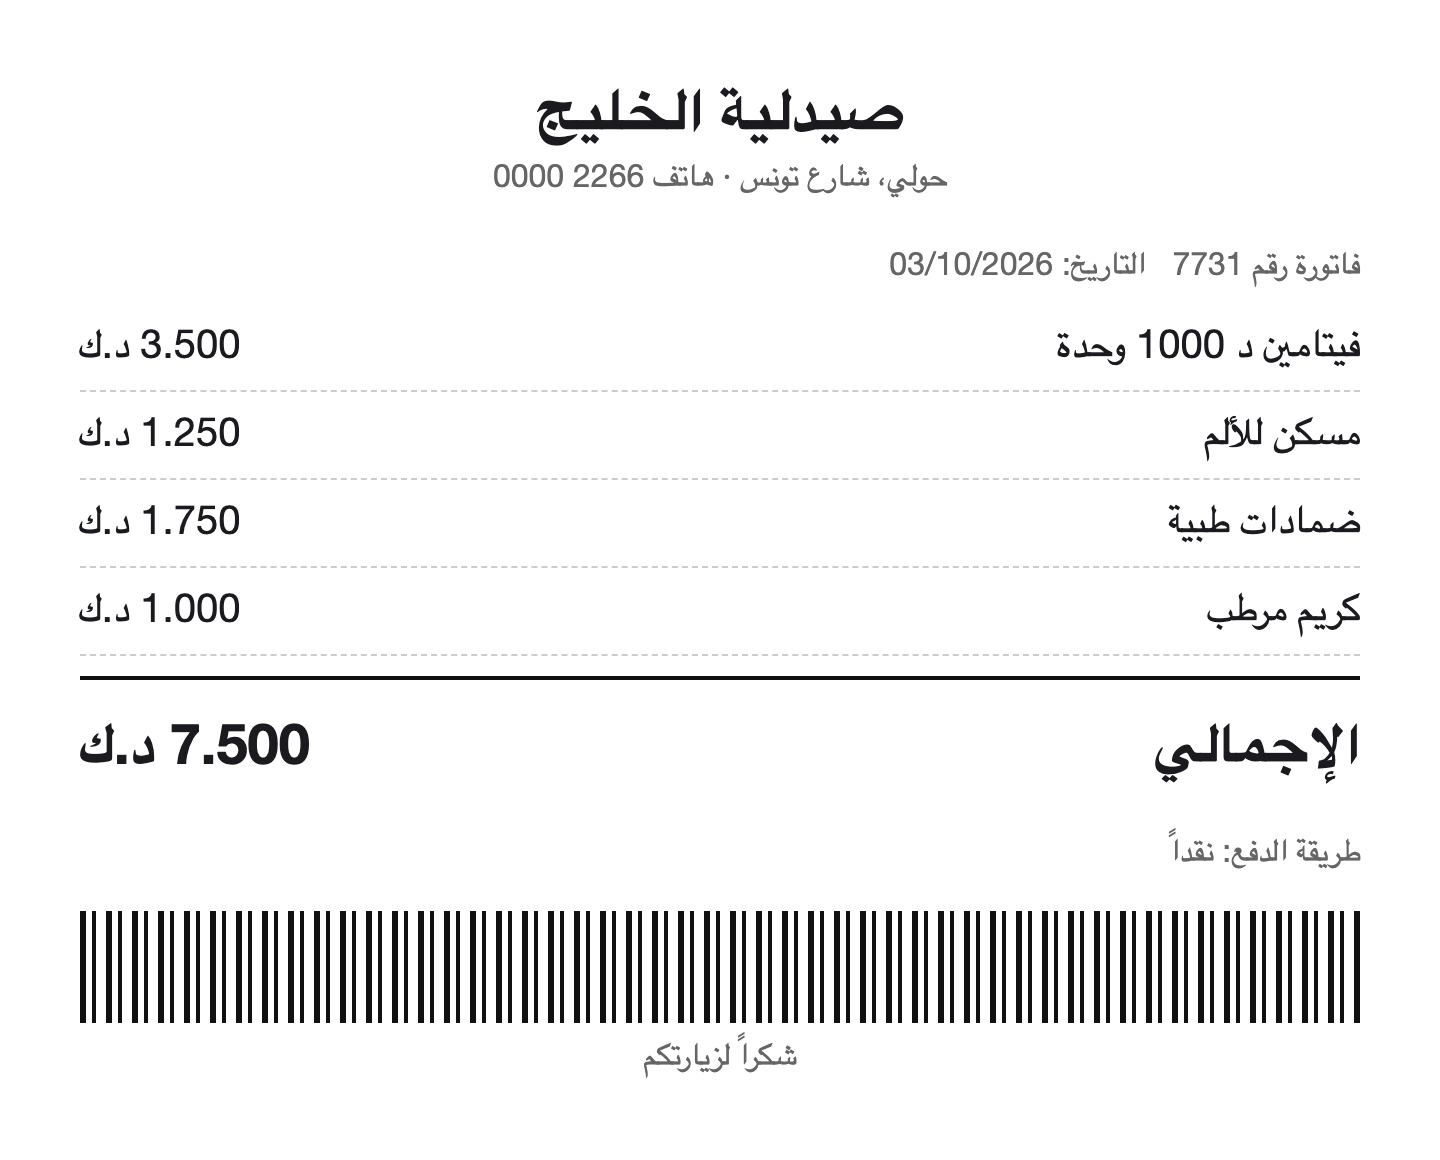 صيدلية الخليج
حولي، شارع تونس · هاتف 2266 0000
فاتورة رقم 7731 التاريخ: 03/10/2026
فيتامين د 1000 وحدة 3.500 د.ك
مسكن للألم 1.250 د.ك
ضمادات طبية 1.750 د.ك
كريم مرطب 1.000 د.ك
الإجمالي 7.500 د.ك
طريقة الدفع: نقداً
شكراً لزيارتكم